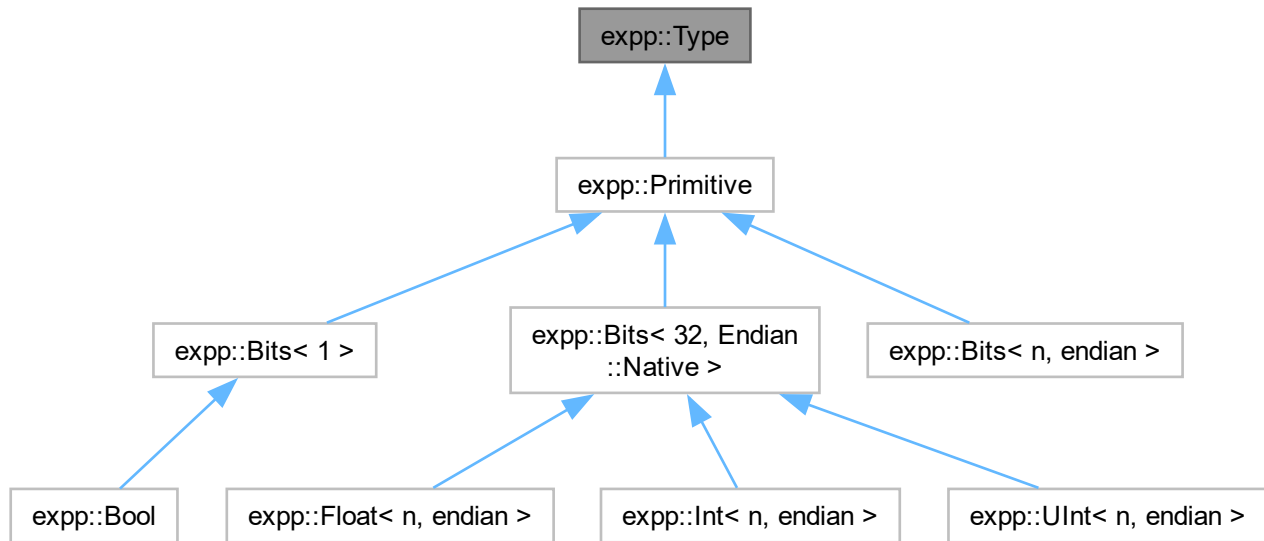 expp::Type
expp::Primitive
expp::Bits< 1 >
expp::Bits< 32, Endian
::Native >
expp::Bits< n, endian >
expp::Bool
expp::Float< n, endian >
expp::Int< n, endian >
expp::UInt< n, endian >